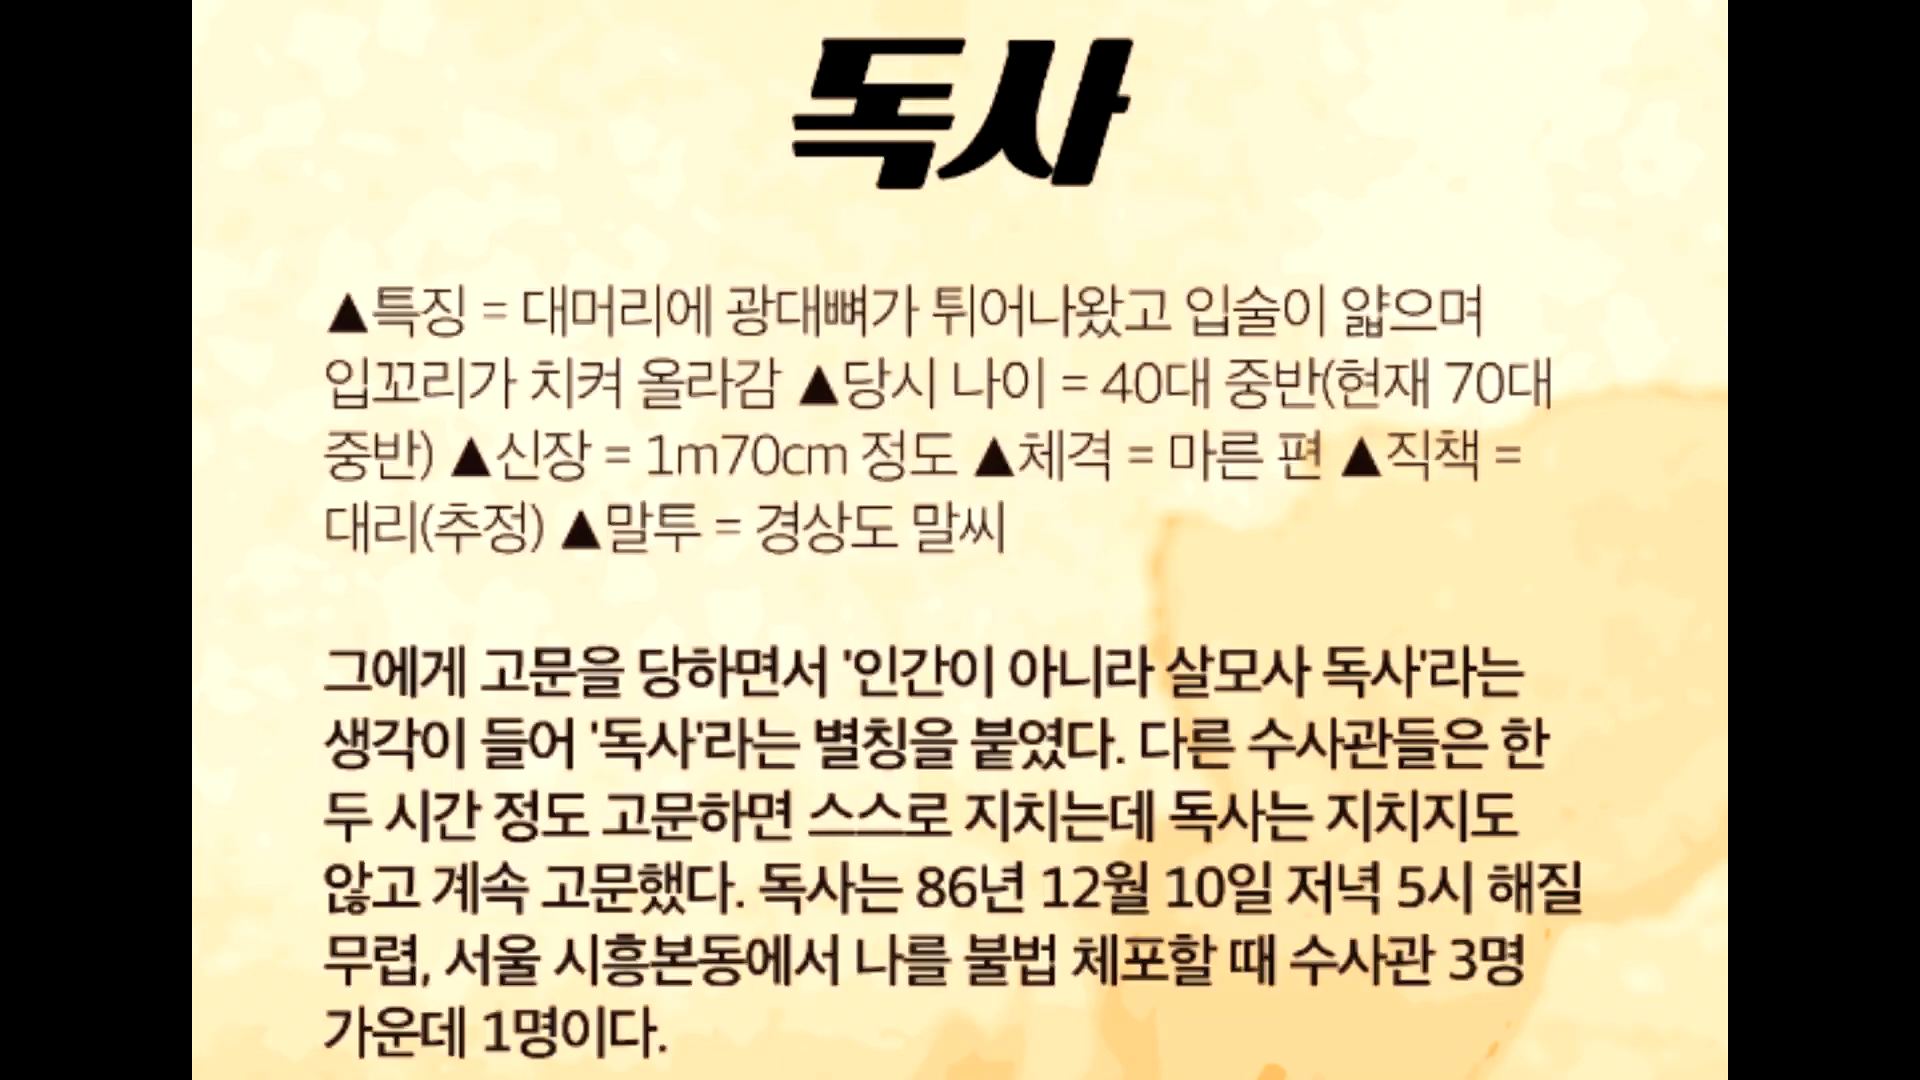 독사
▲특징 = 대머리에 광대뼈가 튀어나왔고 입술이 얇으며
입꼬리가 치켜 올라감 ▲당시 나이 = 40대 중반(현재 70대
중반) ▲신장 = 1m70cm 정도 ▲체격 = 마른 편 ▲직책 =
대리(추정) ▲말투 = 경상도 말씨
그에게 고문을 당하면서 '인간이 아니라 살모사 독사'라는
생각이 들어 '독사'라는 별칭을 붙였다. 다른 수사관들은 한
두 시간 정도 고문하면 스스로 지치는데 독사는 지치지도
않고 계속 고문했다. 독사는 86년 12월 10일 저녁 5시 해질
무렵, 서울 시흥본동에서 나를 불법 체포할 때 수사관 3명
가운데 1명이다.